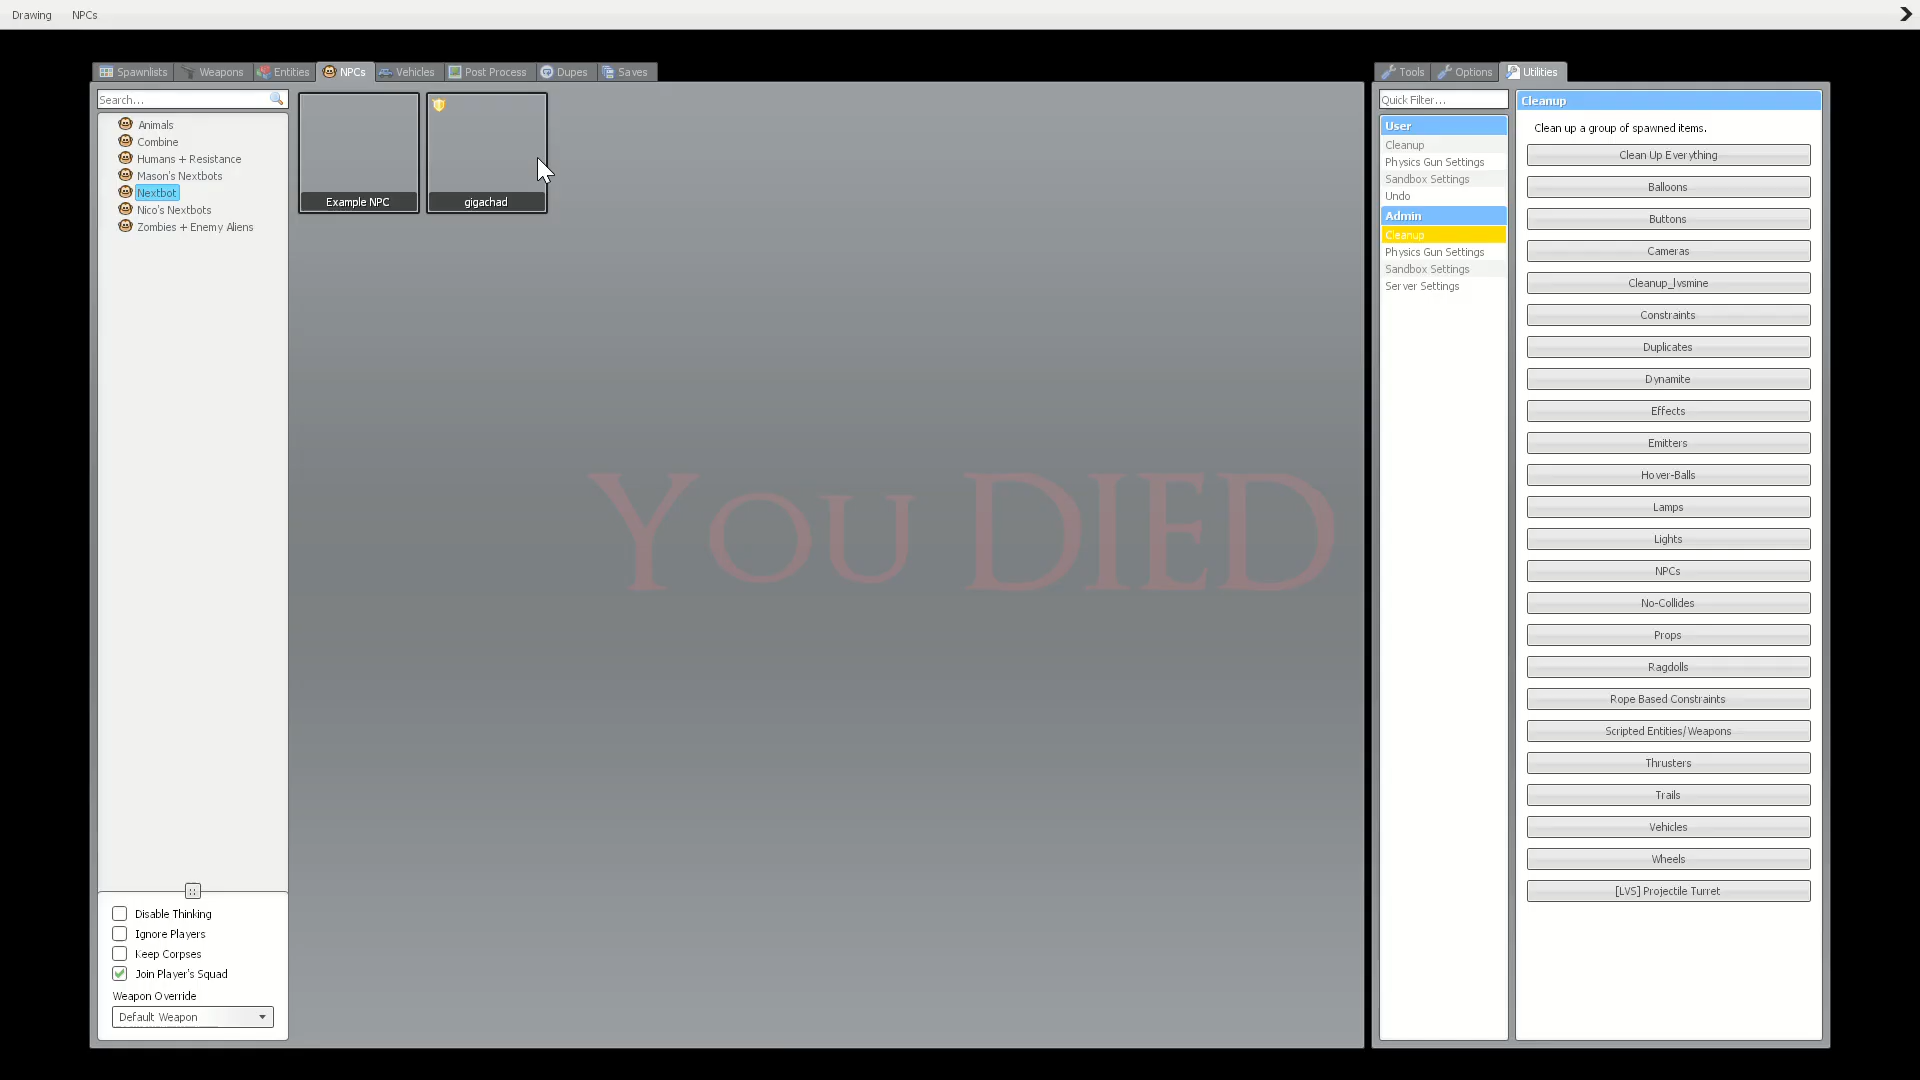 Drawing NPCs
Spawnlists Weapons Entities NPCs Vehicles Post Process Dupes Saves
Tools Options Utilities
Search...
Animals
Combine
Humans + Resistance
Mason's Nextbots
Nextbot
Nico's Nextbots
Zombies + Enemy Aliens
Example NPC
gigachad
YOU DIED
Disable Thinking
Ignore Players
Keep Corpses
Join Player's Squad
Weapon Override
Default Weapon
Quick Filter...
User
Cleanup
Physics Gun Settings
Sandbox Settings
Undo
Admin
Cleanup
Physics Gun Settings
Sandbox Settings
Server Settings
Cleanup
Clean up a group of spawned items.
Clean Up Everything
Balloons
Buttons
Cameras
Cleanup_lvsmine
Constraints
Duplicates
Dynamite
Effects
Emitters
Hover-Balls
Lamps
Lights
NPCs
No-Collides
Props
Ragdolls
Rope Based Constraints
Scripted Entities/Weapons
Thrusters
Trails
Vehicles
Wheels
[LVS] Projectile Turret